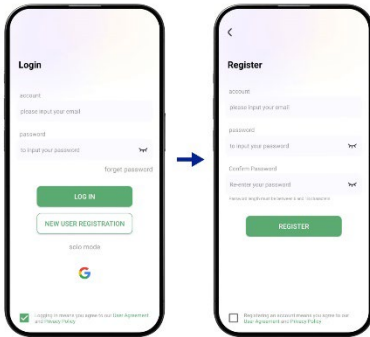 Login
account
please input your email
password
to input your password
forget password
LOG IN
NEW USER REGISTRATION
solo mode
Logging in means you agree to our User Agreement
and Privacy Policy
Register
account
please input your email
password
to input your password
Confirm Password
Re-enter your password
REGISTER
Registering an account means you agree to our
User Agreement and Privacy Policy